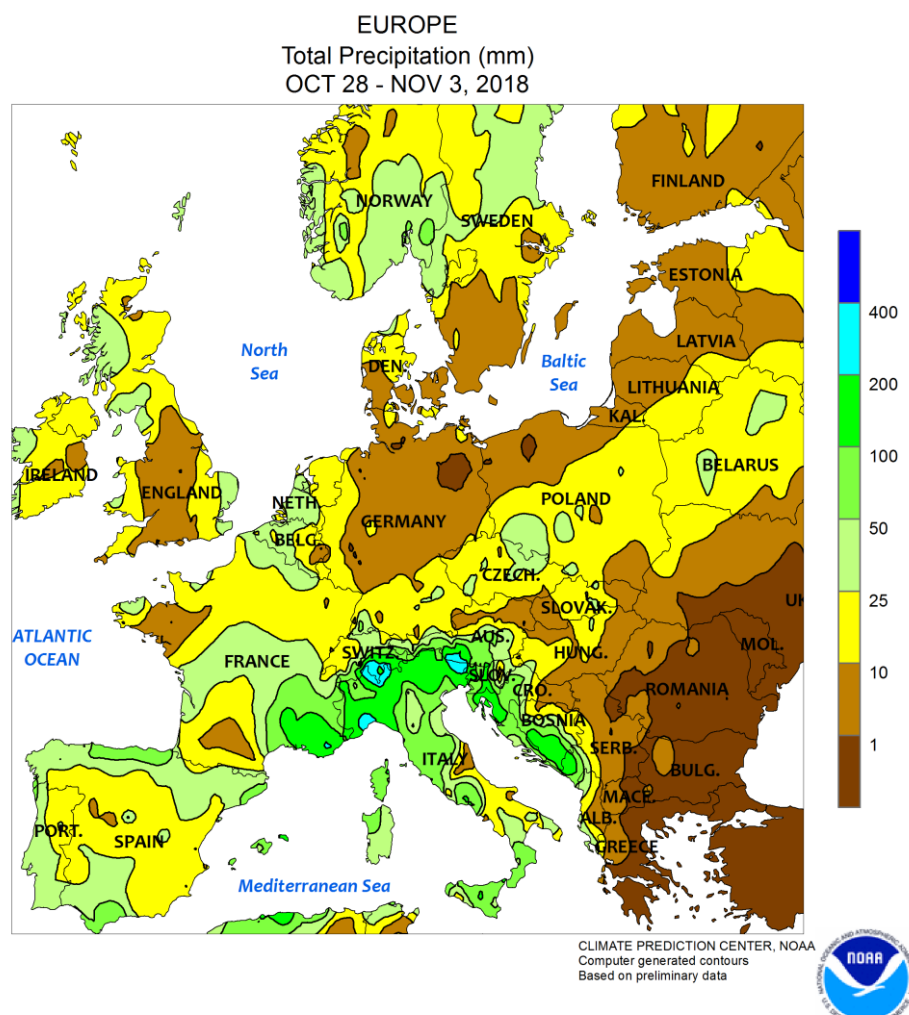 EUROPE
Total Precipitation (mm)
OCT 28 - NOV 3, 2018
FINLAND
NORWAY
SWEDEN
ESTONIA
400
North
Sea
LATVIA
Baltic
Sea
DEN.
200
LITHUANIA
KAL.
100
BELARUS
IRELAND
ENGLAND
NETH.
POLAND
GERMANY
50
BELG.
CZECH.
25
SLOVAK.
UK
ATLANTIC
OCEAN
AUS.
MOL.
SWITZ.
HUNG.
FRANCE
SLOV.
10
CRO.
ROMANIA
BOSNIA
SERB.
1
ITALY
BULG.
MACE.
PORT.
ALB.
SPAIN
GREECE
Mediterranean Sea
CLIMATE PREDICTION CENTER, NOAA
Computer generated contours
Based on preliminary data
NOAA